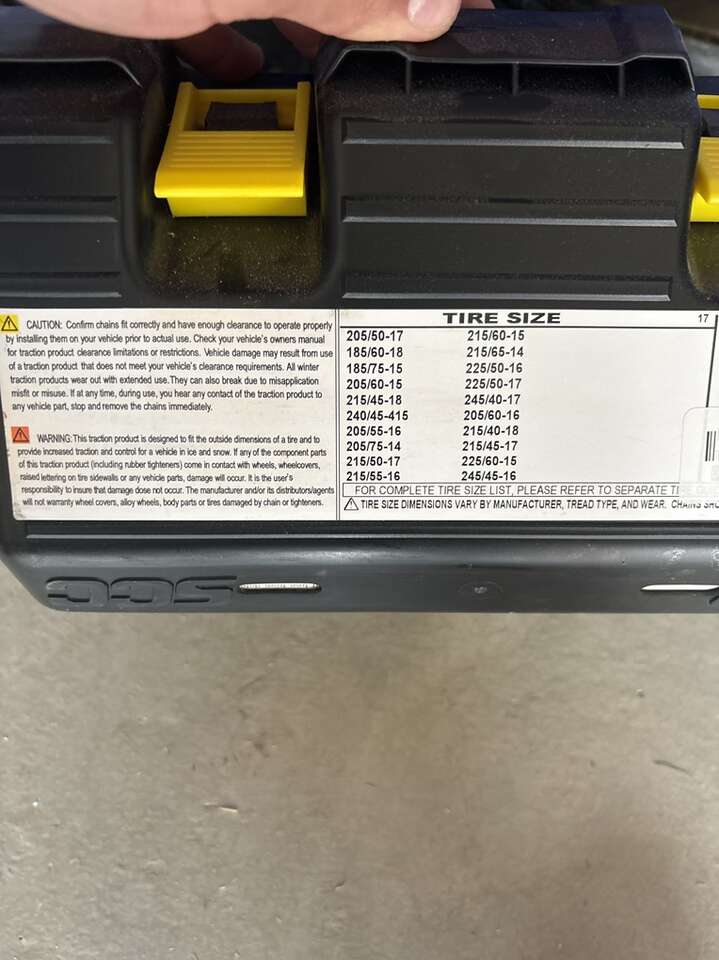 CAUTION: Confirm chains fit correctly and have enough clearance to operate properly
by installing them on your vehicle prior to actual use. Check your vehicle's owners manual
for traction product clearance limitations or restrictions. Vehicle damage may result from use
of a traction product that does not meet your vehicle's clearance requirements. All winter
traction products wear out with extended use. They can also break due to misapplication
misfit or misuse. If at any time, during use, you hear any contact of the traction product to
any vehicle part, stop and remove the chains immediately.
WARNING: This traction product is designed to fit the outside dimensions of a tire and to
provide increased traction and control for a vehicle in ice and snow. If any of the component parts
of this traction product (including rubber tighteners) come in contact with wheels, wheelcovers,
raised lettering on tire sidewalls or any vehicle parts, damage will occur. It is the user's
responsibility to insure that damage dose not occur. The manufacturer and/or its distributors/agents
will not warranty wheel covers, alloy wheels, body parts or tires damaged by chain or tighteners.
TIRE SIZE 17
205/50-17 215/60-15
185/60-18 215/65-14
185/75-15 225/50-16
205/60-15 225/50-17
215/45-18 245/40-17
240/45-415 205/60-16
205/55-16 215/40-18
205/75-14 215/45-17
215/50-17 225/60-15
215/55-16 245/45-16
FOR COMPLETE TIRE SIZE LIST, PLEASE REFER TO SEPARATE
TIRE SIZE DIMENSIONS VARY BY MANUFACTURER, TREAD TYPE, AND WEAR. CHAINS
SCC